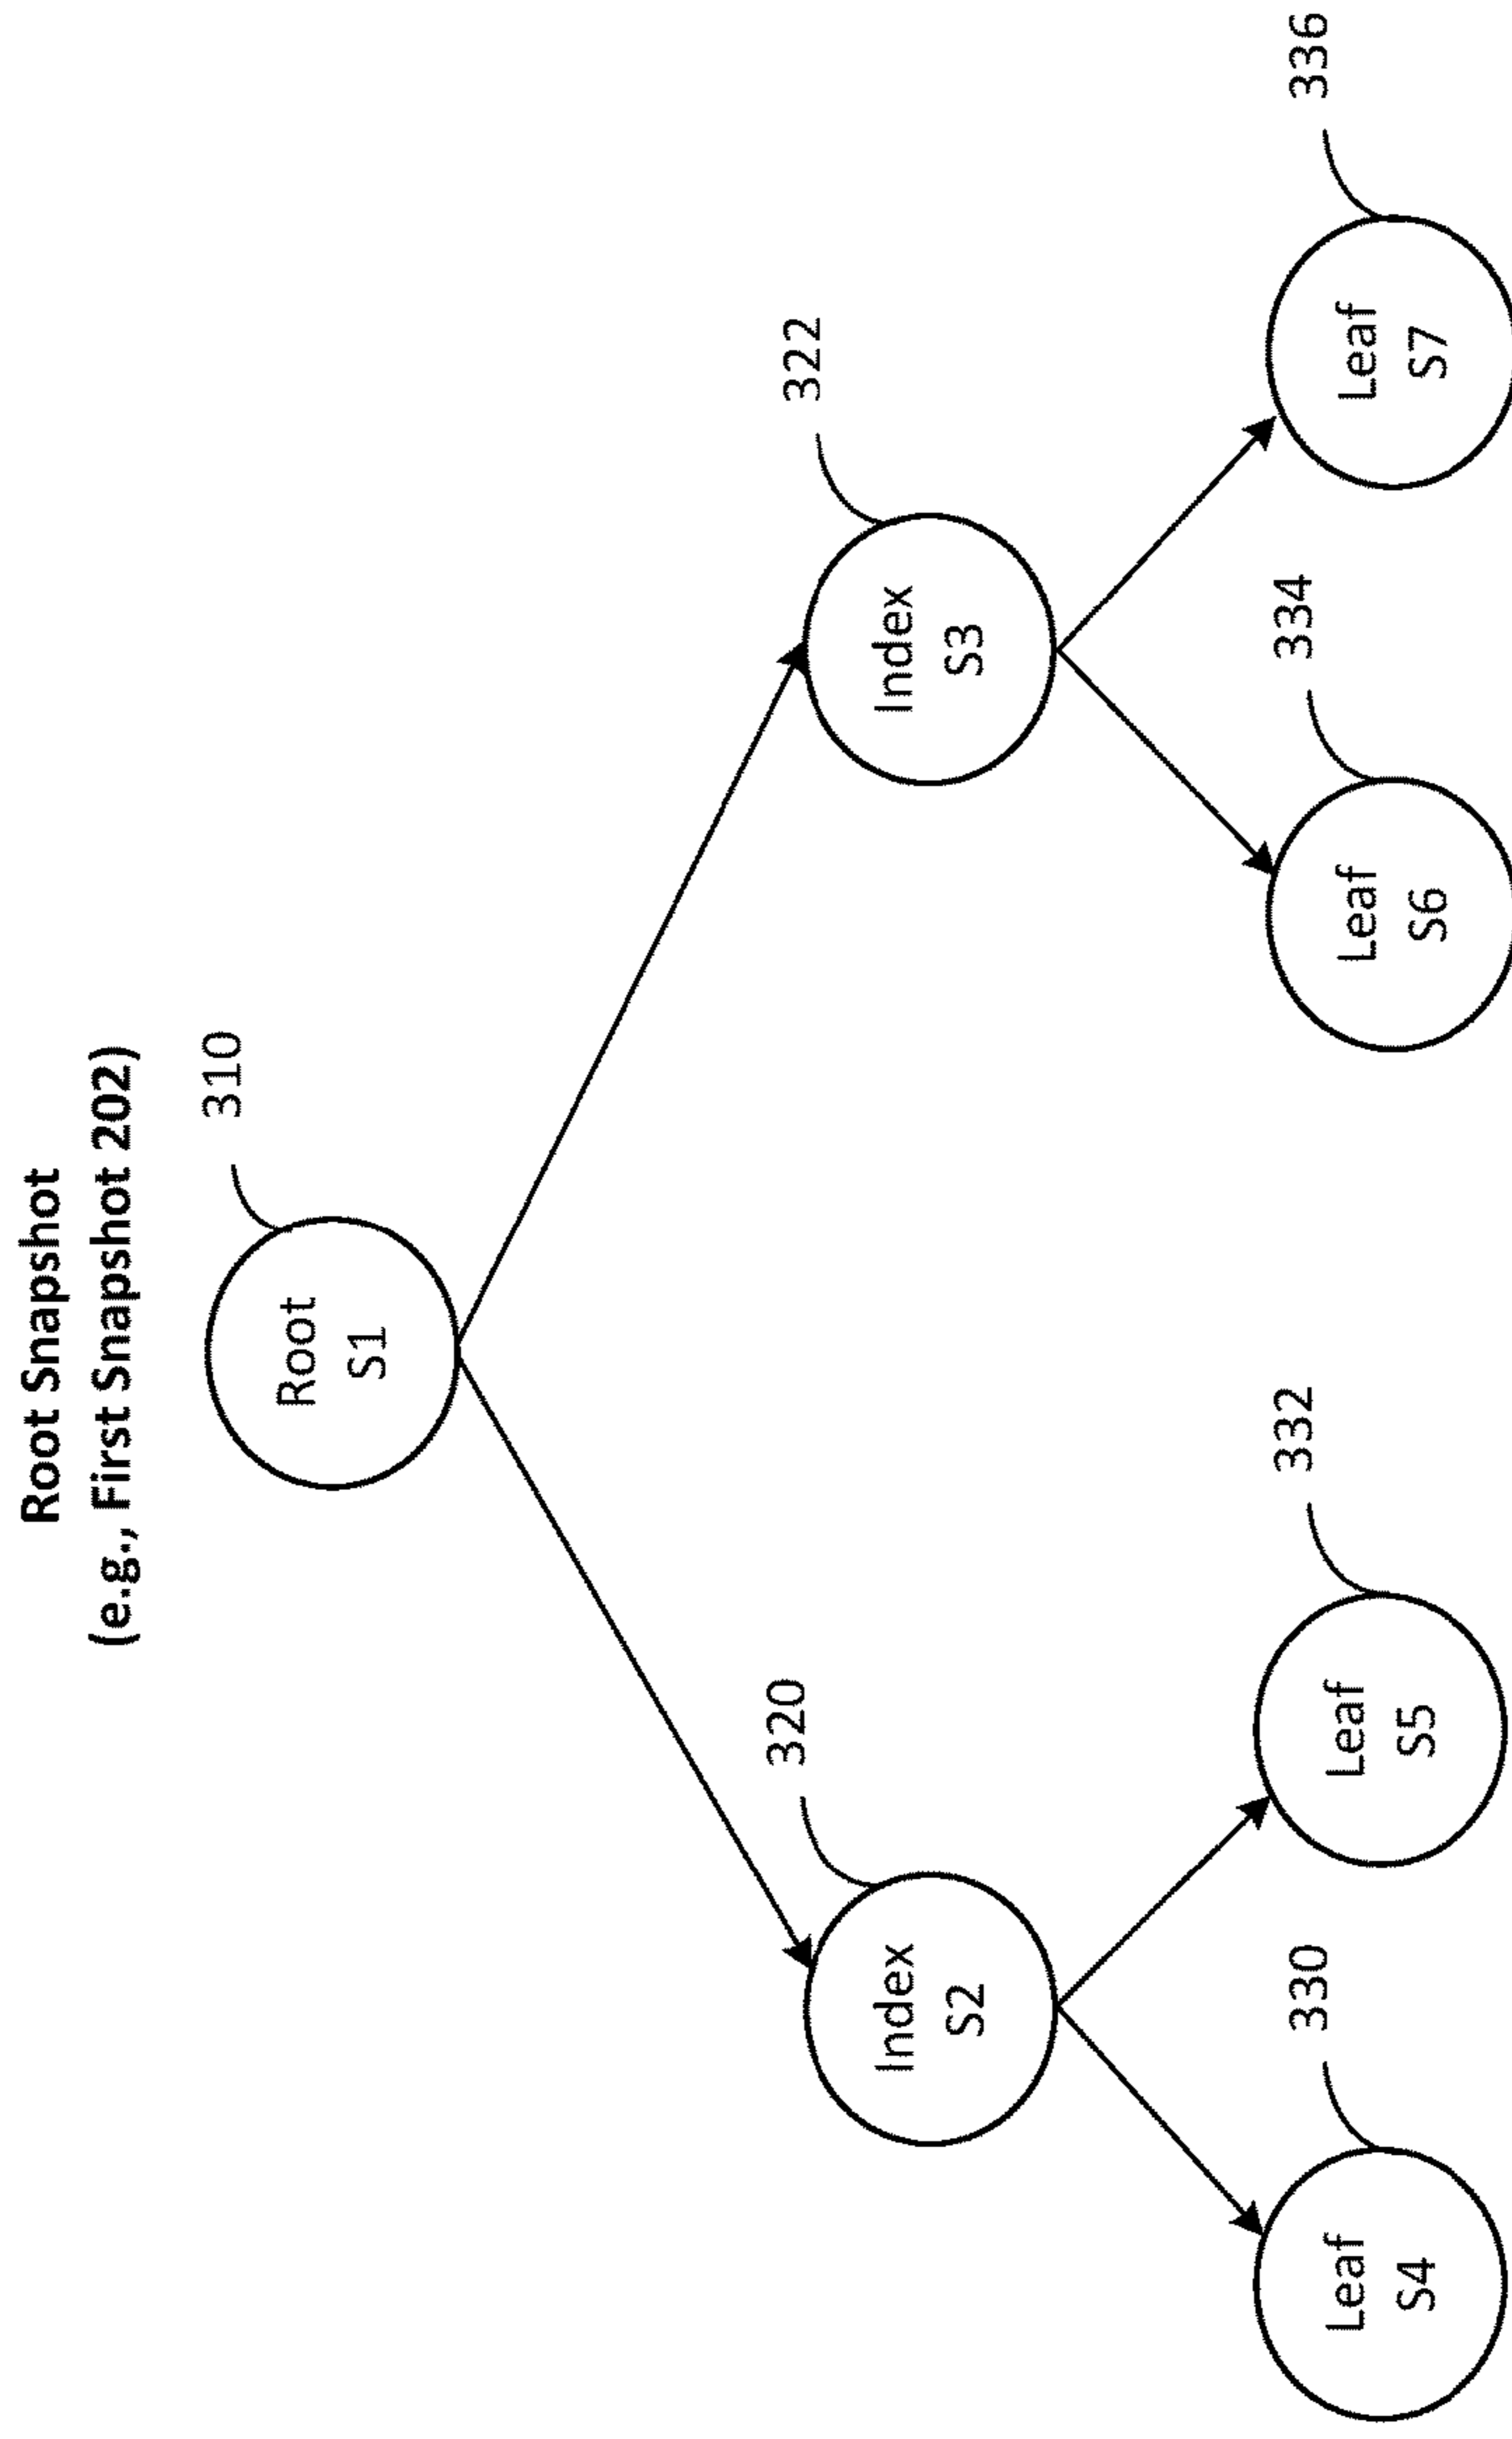 Root Snapshot
(e.g., First Snapshot 202)
310
Root
S1
320
322
Index
S2
Index
S3
330
332
334
336
Leaf
S4
Leaf
S5
Leaf
S6
Leaf
S7